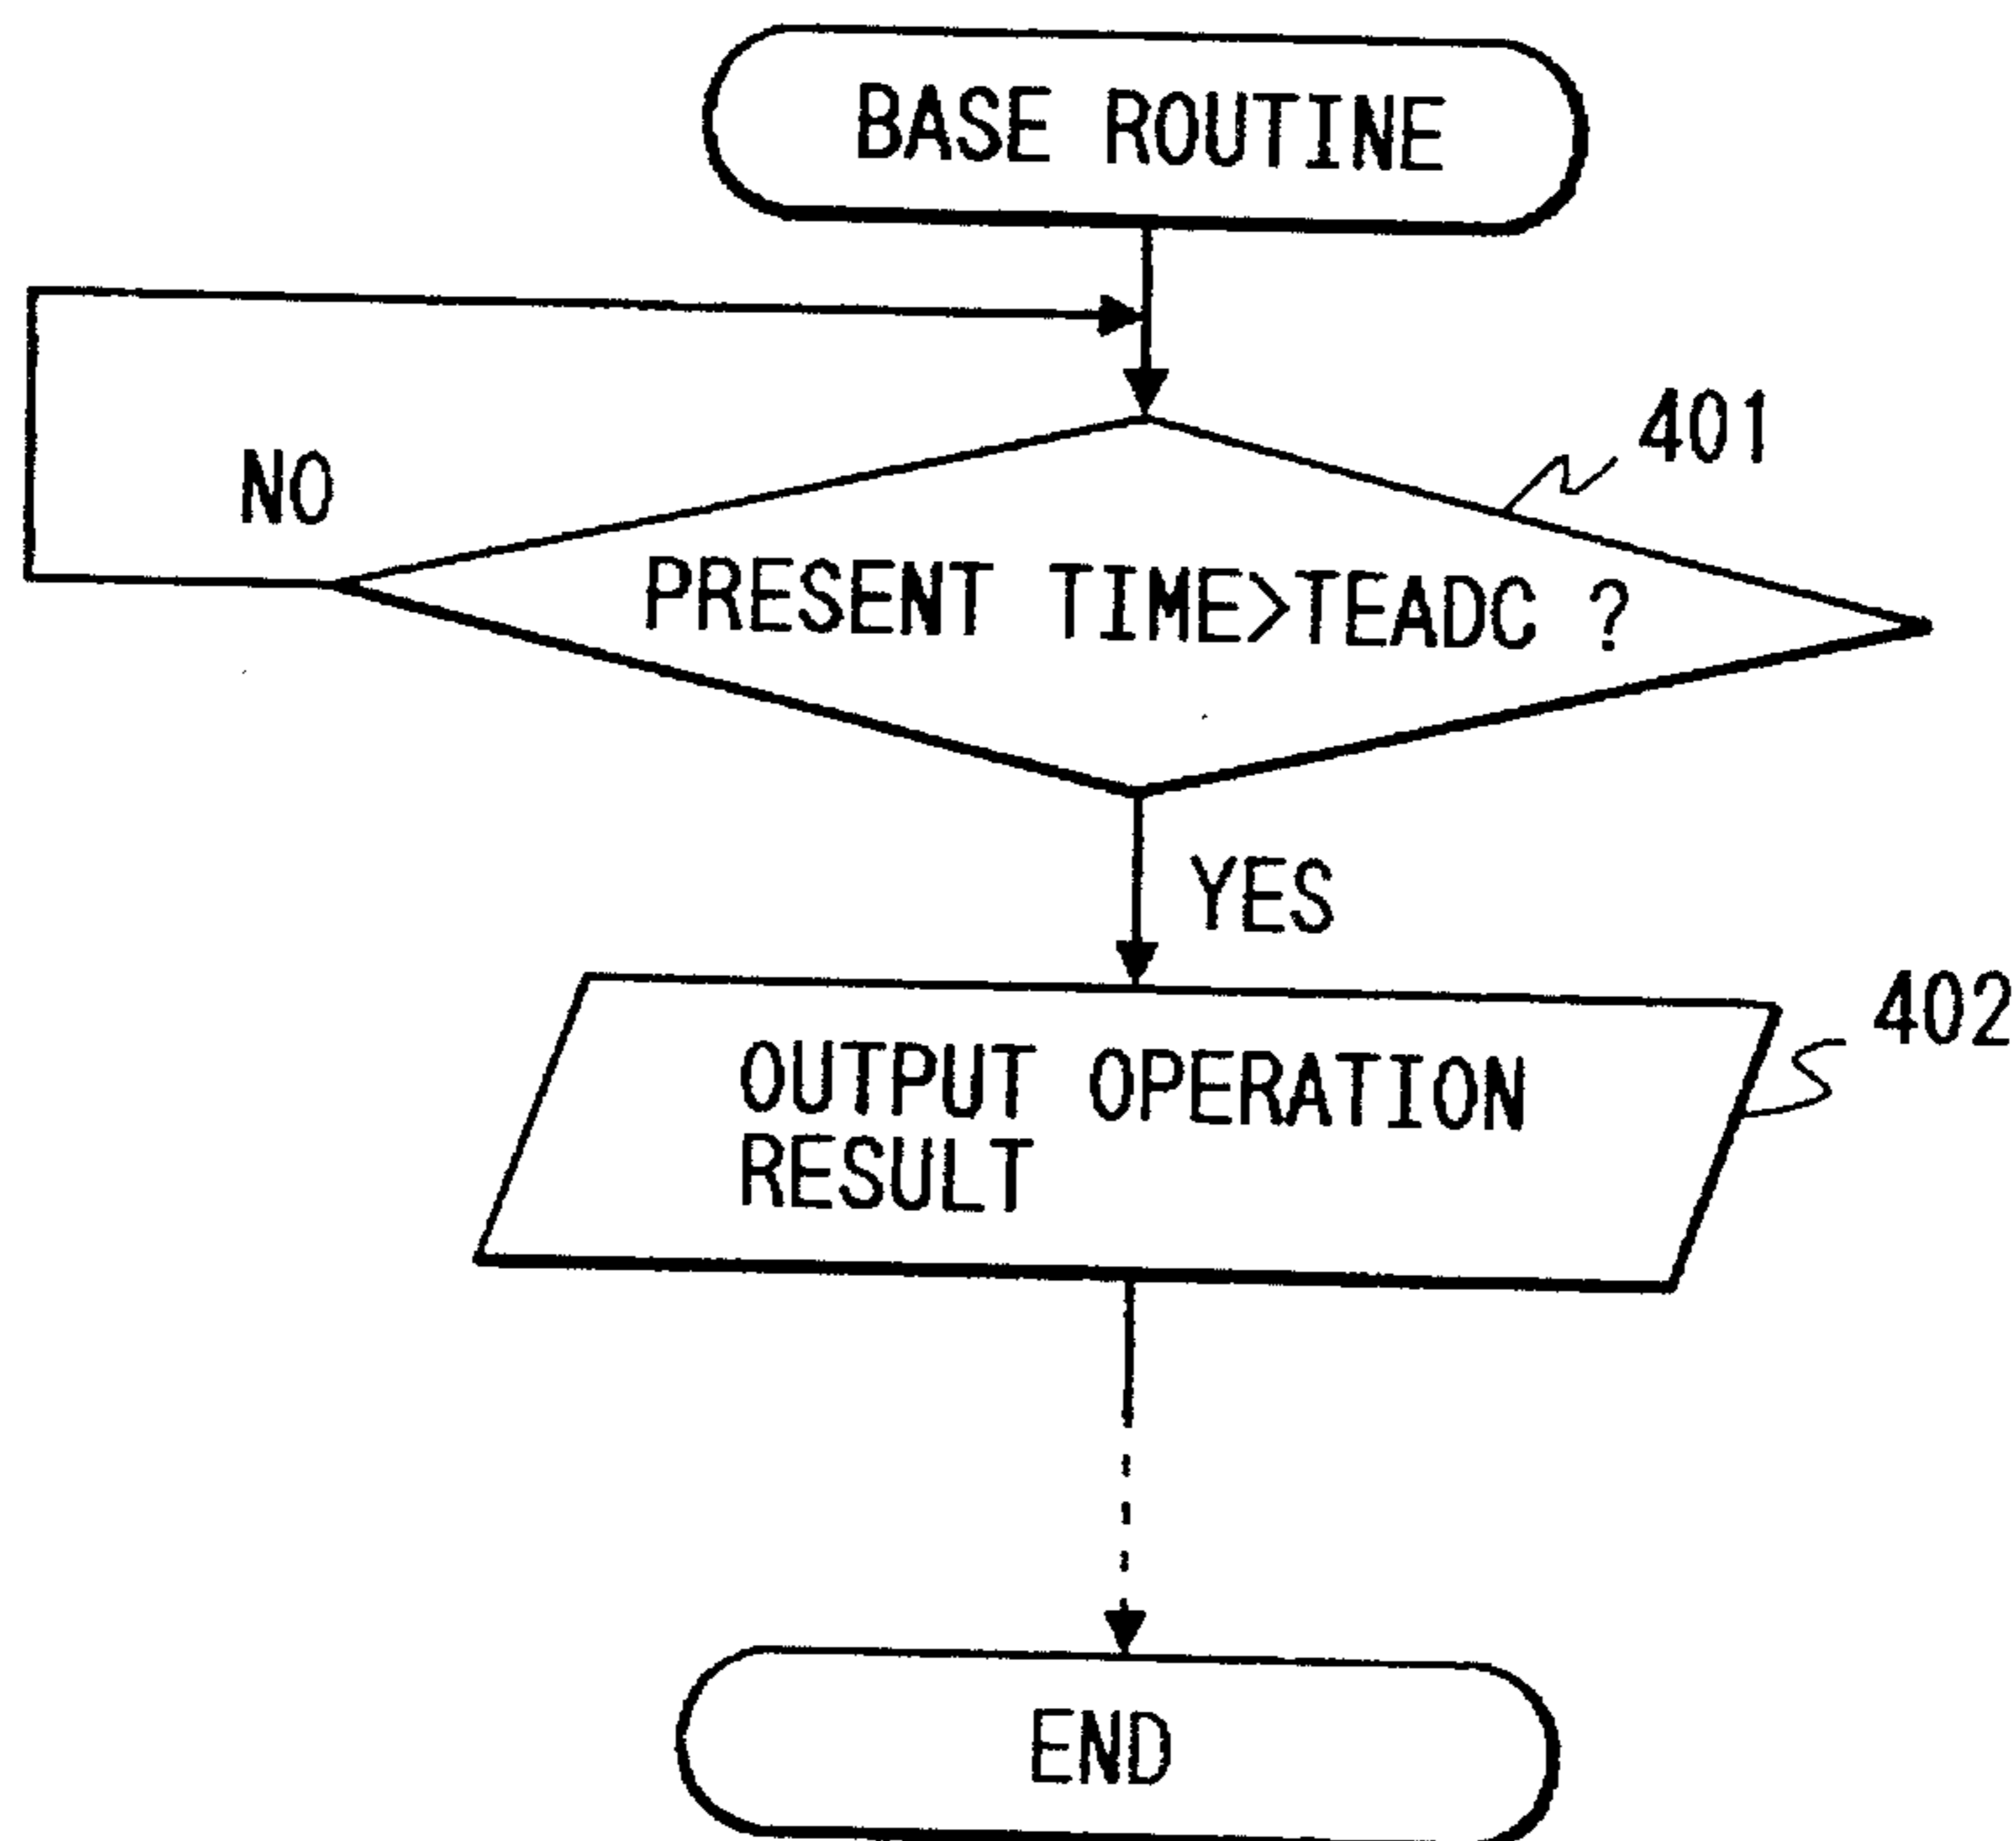 BASE ROUTINE
401
NO
PRESENT TIME>TEADC ?
YES
402
OUTPUT OPERATION
RESULT
END